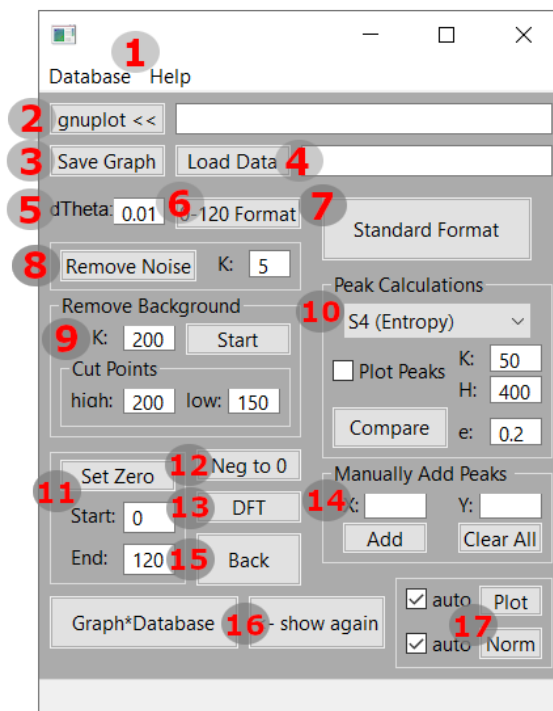 1
Database Help
2 gnuplot <<
3 Save Graph Load Data 4
5 dTheta: 0.01 6 0-120 Format 7 Standard Format
8 Remove Noise K: 5
Peak Calculations
Remove Background
10 S4 (Entropy)
9 K: 200 Start
Plot Peaks K: 50
Cut Points
H: 400
high: 200 low: 150
Compare e: 0.2
12 Neg to 0
Manually Add Peaks
11 Set Zero
13 DFT
14 X: Y:
Start: 0
Add Clear All
End: 120 15 Back
auto Plot
Graph*Database 16 <- show again
17
auto Norm